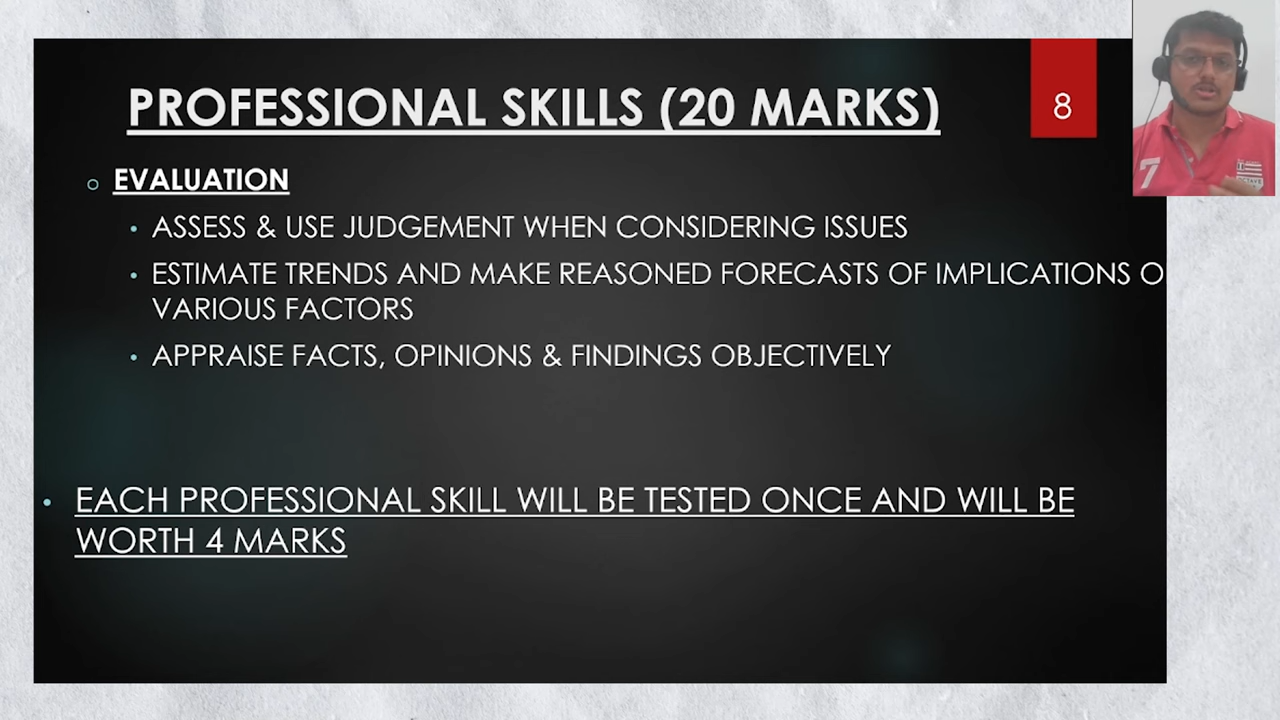 PROFESSIONAL SKILLS (20 MARKS)
8
EVALUATION
ASSESS & USE JUDGEMENT WHEN CONSIDERING ISSUES
ESTIMATE TRENDS AND MAKE REASONED FORECASTS OF IMPLICATIONS O
VARIOUS FACTORS
APPRAISE FACTS, OPINIONS & FINDINGS OBJECTIVELY
EACH PROFESSIONAL SKILL WILL BE TESTED ONCE AND WILL BE
WORTH 4 MARKS
7